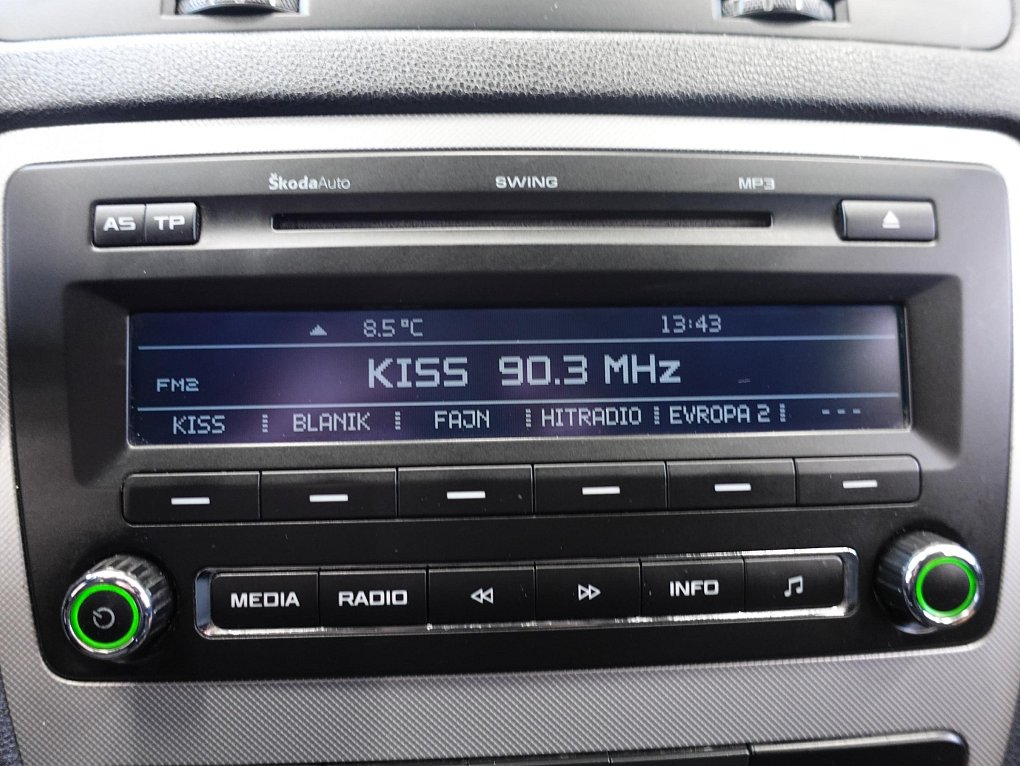 ŠkodaAuto SWING MP3
AS TP
8.5°C 13:43
KISS 90.3 MHz
FM2
KISS BLANIK FAJN HITRADIO EVROPA 2 ---
MEDIA RADIO INFO